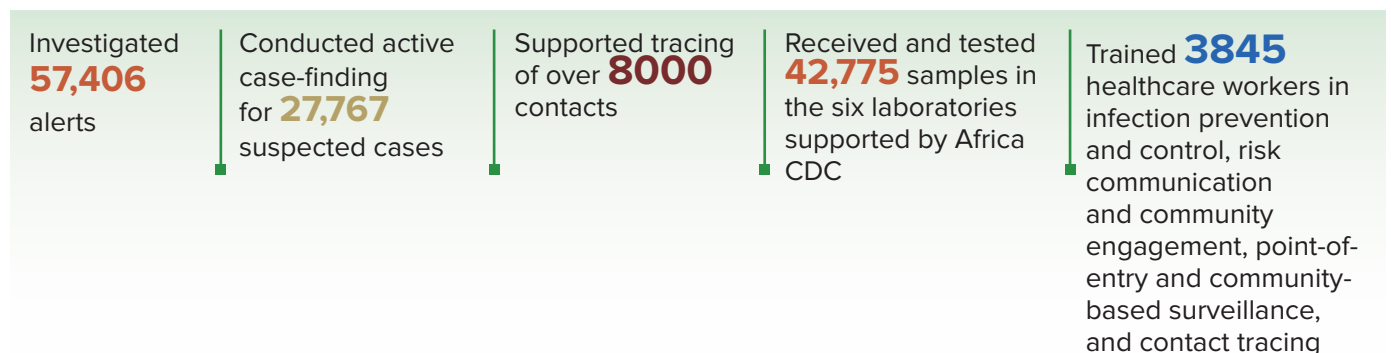 Investigated
57,406
alerts
Conducted active
case-finding
for 27,767
suspected cases
Supported tracing
of over 8000
contacts
Received and tested
42,775 samples in
the six laboratories
supported by Africa
CDC
Trained 3845
healthcare workers in
infection prevention
and control, risk
communication
and community
engagement, point-of-
entry and community-
based surveillance,
and contact tracing